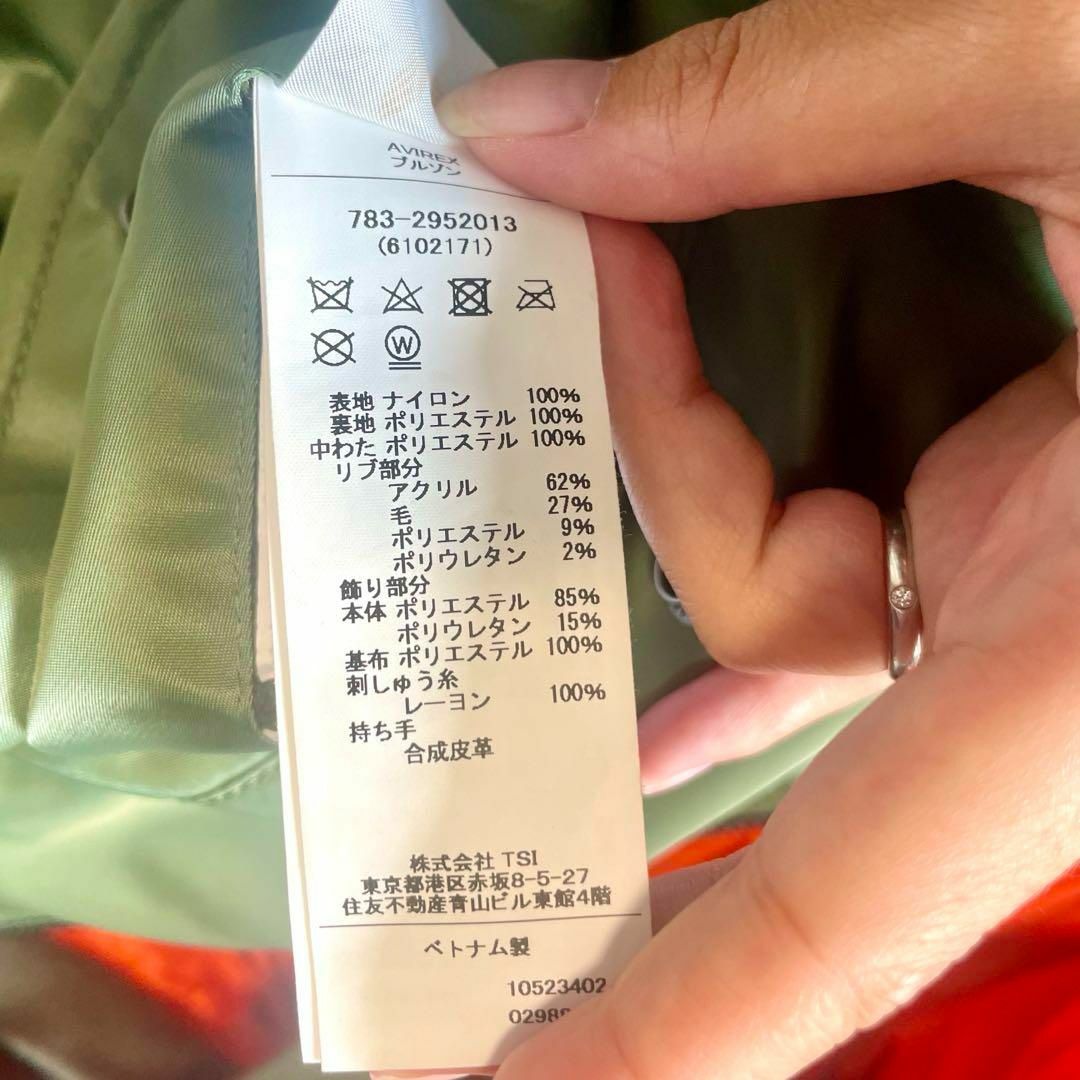 AVIREX
ブルゾン
783-2952013
(6102171)
W
表地 ナイロン 100%
裏地 ポリエステル 100%
中わた ポリエステル 100%
リブ部分
アクリル 62%
毛 27%
ポリエステル 9%
ポリウレタン 2%
飾り部分
本体 ポリエステル 85%
ポリウレタン 15%
基布 ポリエステル 100%
刺しゅう糸
レーヨン 100%
持ち手
合成皮革
株式会社 TSI
東京都港区赤坂8-5-27
住友不動産青山ビル東館4階
ベトナム製
10523402